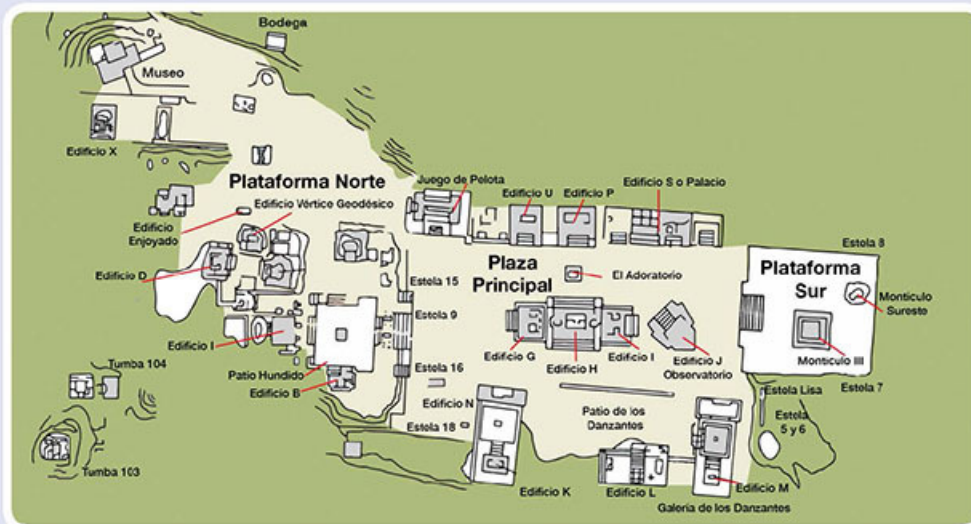 Bodega
Museo
Edificio X
Plataforma Norte
Juego de Pelota
Edificio U
Edificio P
Edificio S o Palacio
Edificio Vértice Geodésico
Edificio
Enjoyado
Estela 8
Plaza
Principal
El Adoratorio
Plataforma
Sur
Edificio D
Estela 15
Monticulo
Sureste
Estela 9
Edificio I
Edificio G
Edificio H
Edificio I
Edificio J
Observatorio
Monticulo III
Tumba 104
Patio Hundido
Estela 16
Edificio B
Estela 7
Edificio N
Patio de los
Danzantes
Estela Lisa
Estela
5 y 6
Estela 18
Tumba 103
Edificio K
Edificio L
Edificio M
Galería de los Danzantes